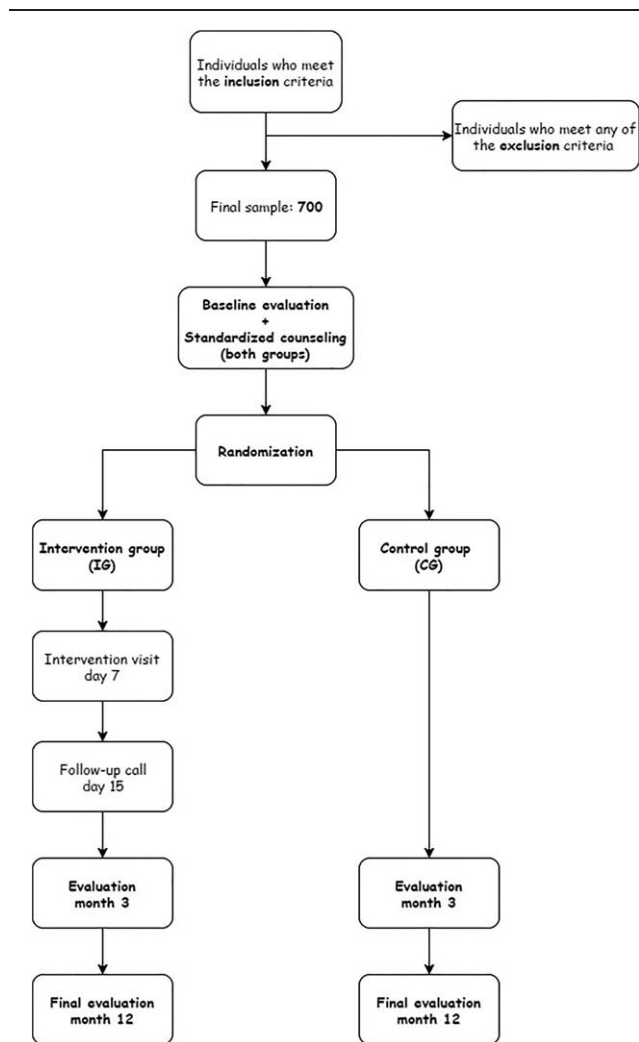 Individuals who meet
the inclusion criteria
Individuals who meet any of
the exclusion criteria
Final sample: 700
Baseline evaluation
+
Standardized counseling
(both groups)
Randomization
Intervention group
(IG)
Control group
(CG)
Intervention visit
day 7
Follow-up call
day 15
Evaluation
month 3
Evaluation
month 3
Final evaluation
month 12
Final evaluation
month 12